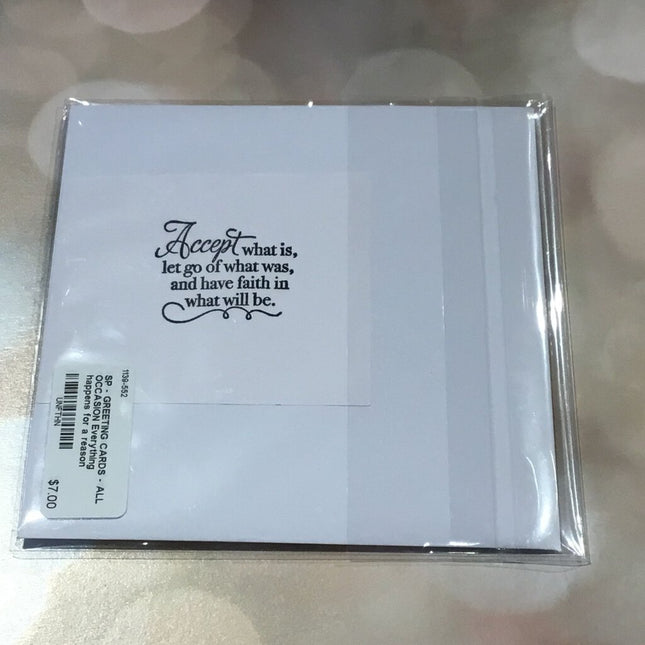 Accept what is,
let go of what was,
and have faith in
what will be.
1139-552
SP - GREETING CARDS - ALL
OCCASION Everything
happens for a reason
UNFTHN
$7.00